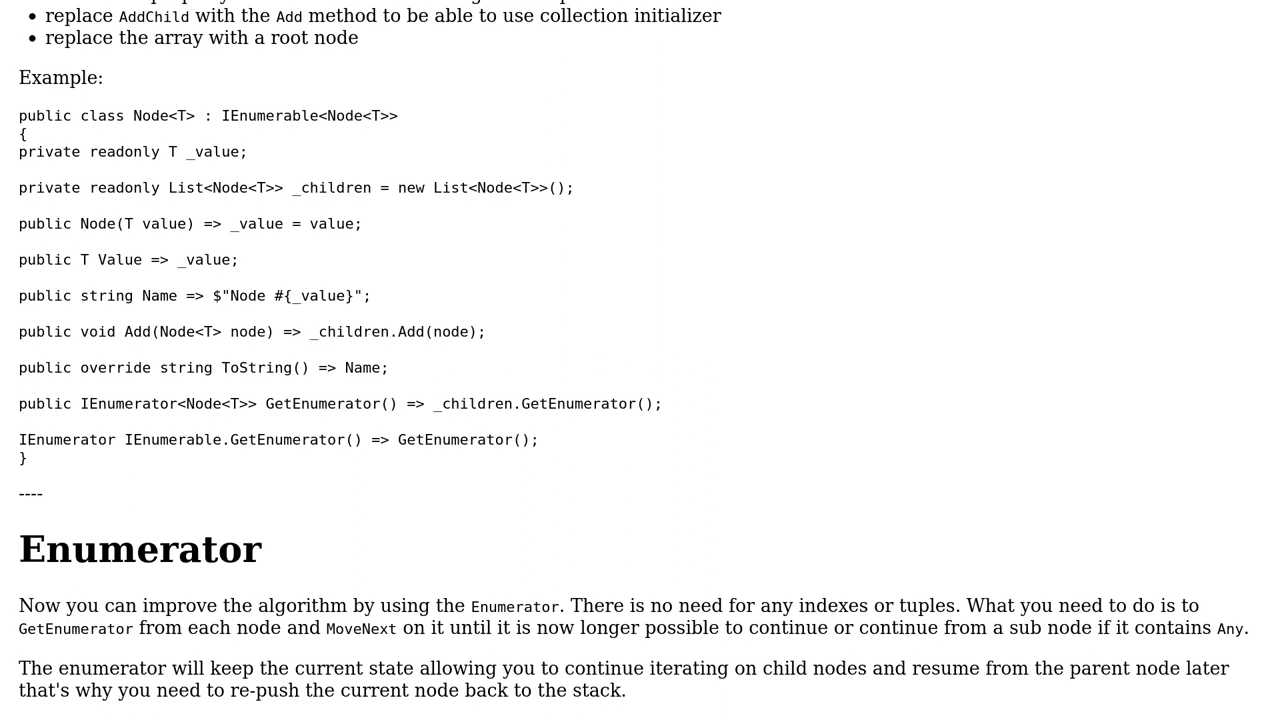 replace AddChild with the Add method to be able to use collection initializer
replace the array with a root node
Example:
public class Node<T> : IEnumerable<Node<T>>
{
private readonly T _value;
private readonly List<Node<T>> _children = new List<Node<T>>();
public Node(T value) => _value = value;
public T Value => _value;
public string Name => $"Node #{_value}";
public void Add(Node<T> node) => _children.Add(node);
public override string ToString() => Name;
public IEnumerator<Node<T>> GetEnumerator() => _children.GetEnumerator();
IEnumerator IEnumerable.GetEnumerator() => GetEnumerator();
}
----
Enumerator
Now you can improve the algorithm by using the Enumerator. There is no need for any indexes or tuples. What you need to do is to
GetEnumerator from each node and MoveNext on it until it is now longer possible to continue or continue from a sub node if it contains Any.
The enumerator will keep the current state allowing you to continue iterating on child nodes and resume from the parent node later
that's why you need to re-push the current node back to the stack.